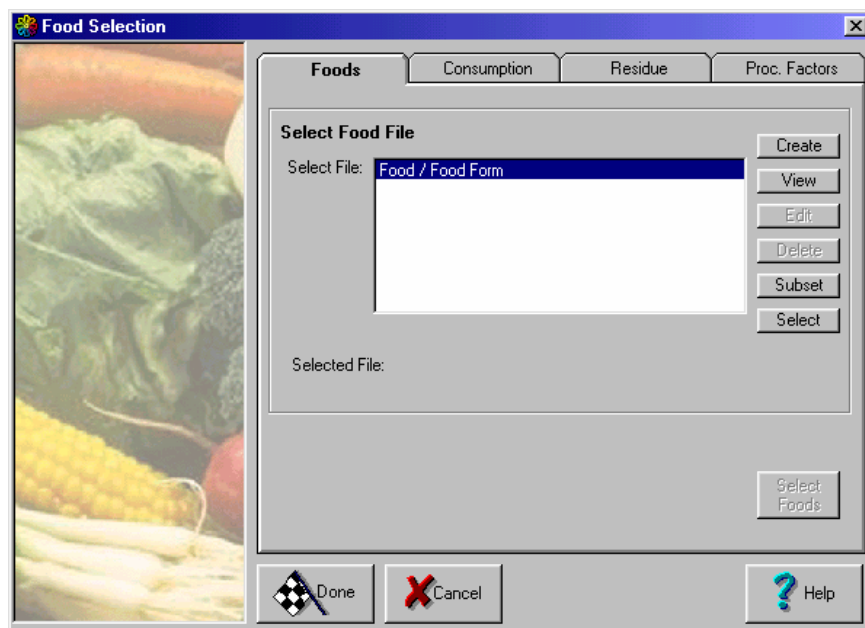 Food Selection
Foods
Consumption
Residue
Proc. Factors
Select Food File
Select File:
Food / Food Form
Create
View
Edit
Delete
Subset
Select
Selected File:
Select
Foods
Done
Cancel
Help